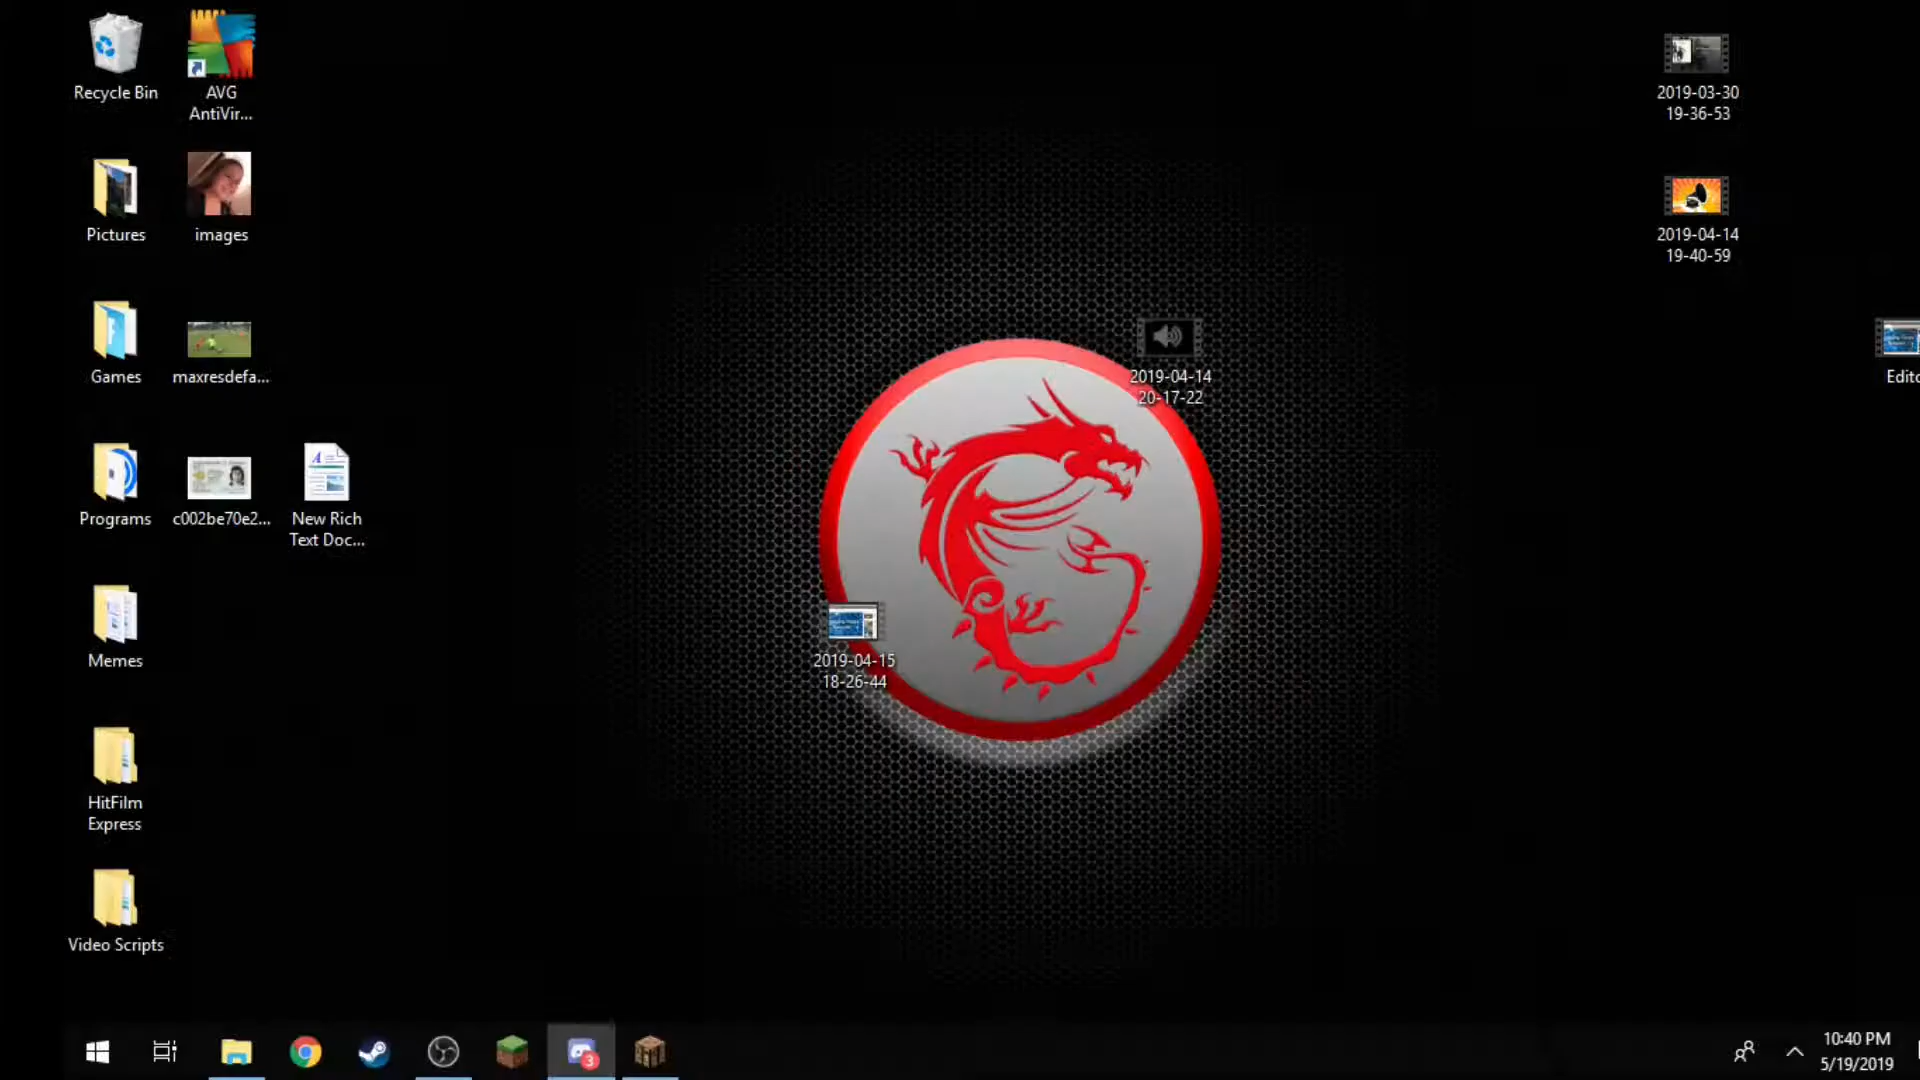 Recycle Bin
AVG
AntiVir...
Pictures
images
Games
maxresdefa...
Programs
c002be70e2...
New Rich
Text Doc...
Memes
HitFilm
Express
Video Scripts
2019-04-14
20-17-22
2019-04-15
18-26-44
2019-03-30
19-36-53
2019-04-14
19-40-59
Edito
3
10:40 PM
5/19/2019